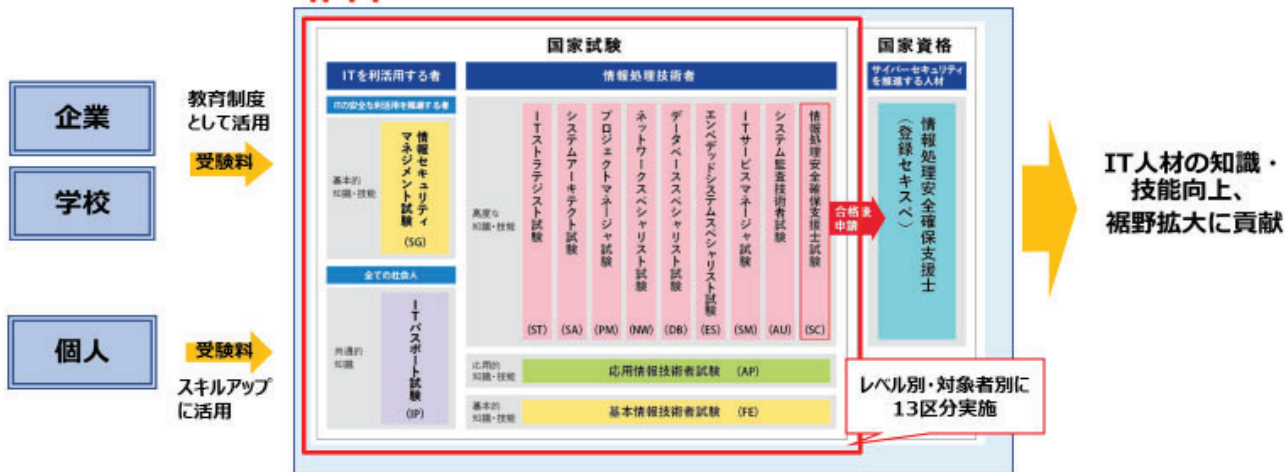 企業
学校
個人
教育制度
として活用
受験料
受験料
スキルアップ
に活用
国家試験
ITを利活用する者
ITの安全な利活用を推進する者
基本的
知識・技能
情報セキュリティ
マネジメント試験
(SG)
全ての社会人
共通的
知識
ITパスポート試験
(IP)
情報処理技術者
高度な
知識・技能
ITストラテジスト試験
(ST)
システムアーキテクト試験
(SA)
プロジェクトマネージャ試験
(PM)
ネットワークスペシャリスト試験
(NW)
データベーススペシャリスト試験
(DB)
エンベデッドシステムスペシャリスト試験
(ES)
ITサービスマネージャ試験
(SM)
システム監査技術者試験
(AU)
情報処理安全確保支援士試験
(SC)
応用的
知識・技能
応用情報技術者試験 (AP)
基本的
知識・技能
基本情報技術者試験 (FE)
合格後
申請
国家資格
サイバーセキュリティ
を推進する人材
情報処理安全確保支援士
(登録セキスペ)
レベル別・対象者別に
13区分実施
IT人材の知識・
技能向上、
裾野拡大に貢献